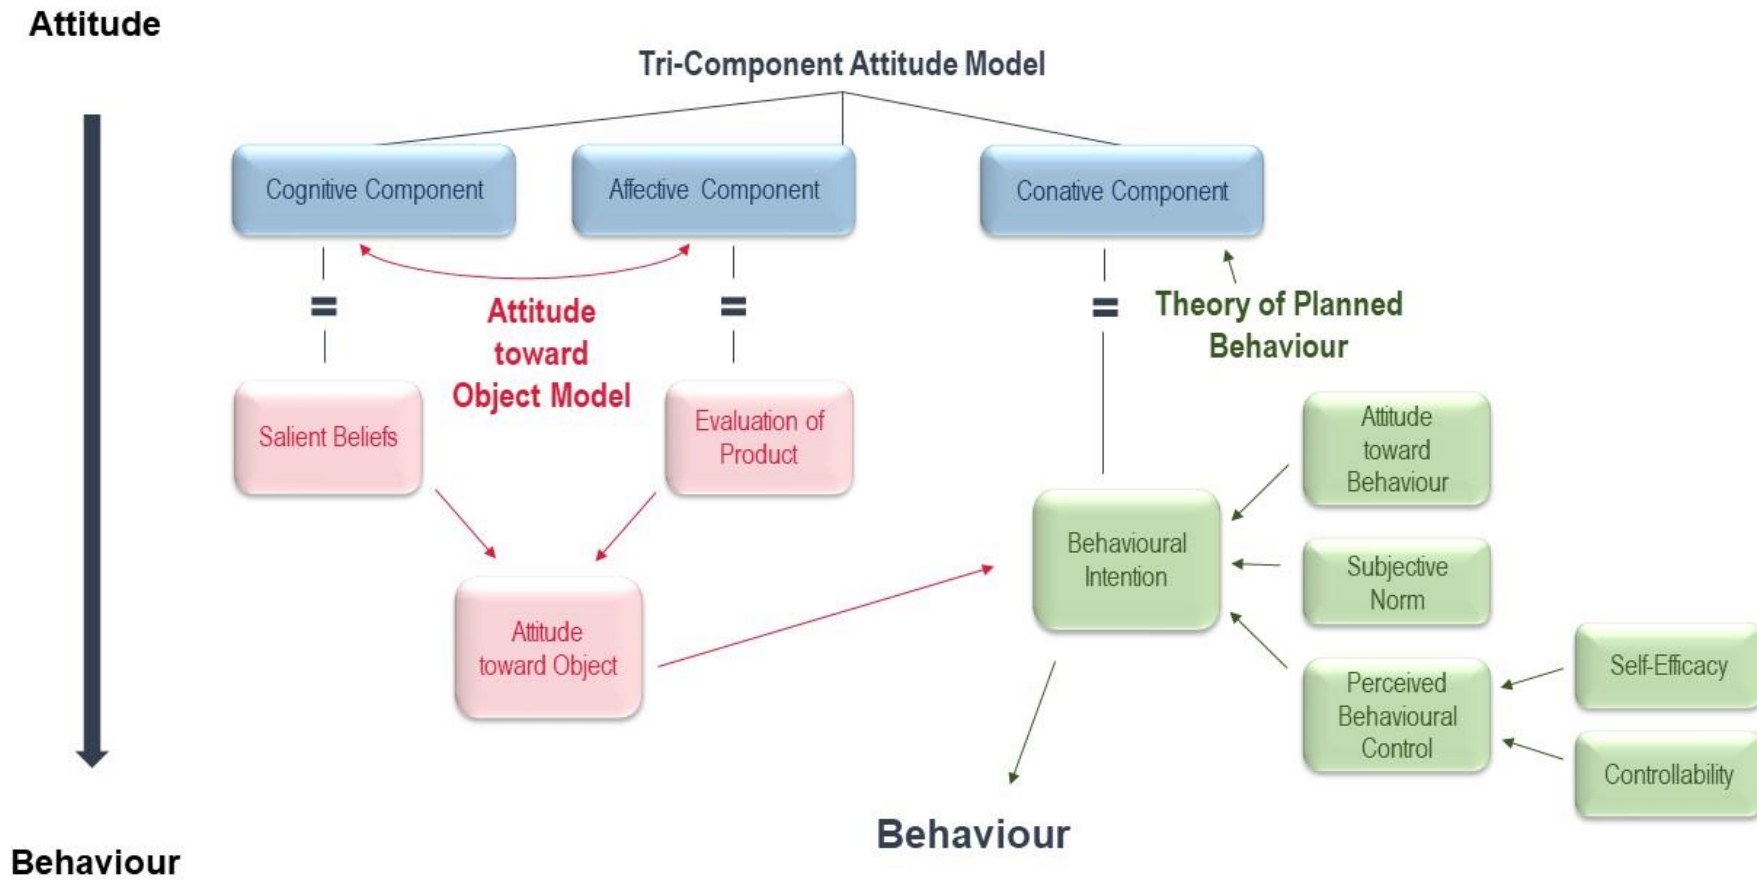 Attitude
Tri-Component Attitude Model
Cognitive Component
Affective Component
Conative Component
=
Attitude
toward
Object Model
=
=
Theory of Planned
Behaviour
Salient Beliefs
Evaluation of
Product
Attitude
toward
Behaviour
Behavioural
Intention
Subjective
Norm
Attitude
toward Object
Perceived
Behavioural
Control
Self-Efficacy
Controllability
Behaviour
Behaviour